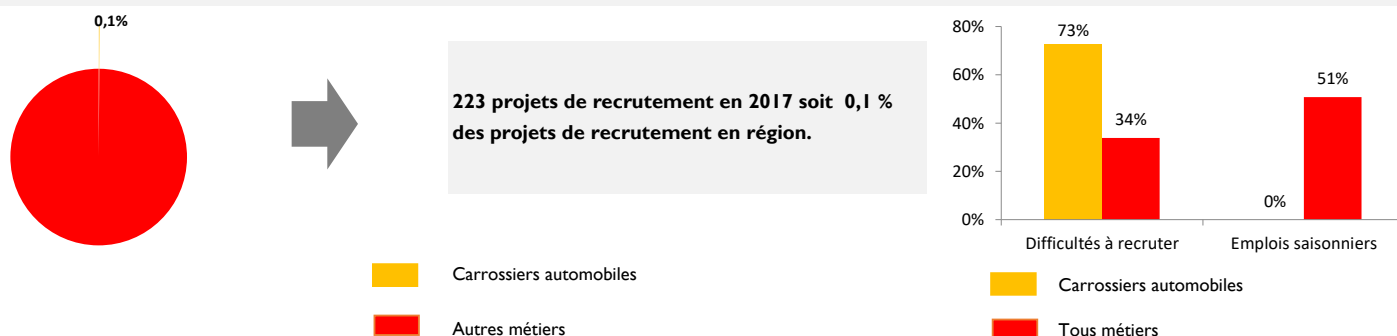 0,1%
223 projets de recrutement en 2017 soit 0,1 %
des projets de recrutement en région.
Carrossiers automobiles
Autres métiers
80%
60%
40%
20%
0%
73%
34%
0%
51%
Difficultés à recruter
Emplois saisonniers
Carrossiers automobiles
Tous métiers